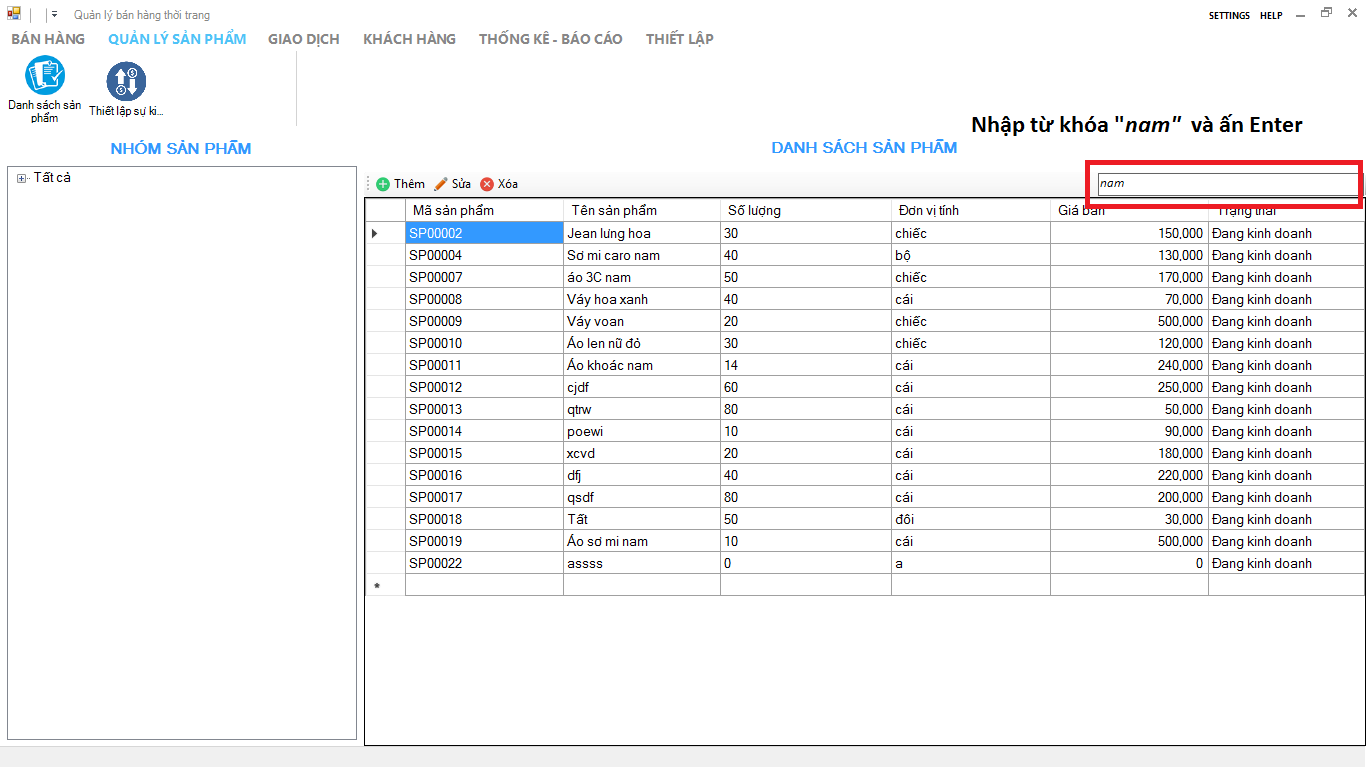 Quản lý bán hàng thời trang
SETTINGS HELP
BÁN HÀNG QUẢN LÝ SẢN PHẨM GIAO DỊCH KHÁCH HÀNG THỐNG KÊ - BÁO CÁO THIẾT LẬP
Danh sách sản phẩm
Thiết lập sự ki...
Nhập từ khóa "nam" và ấn Enter
NHÓM SẢN PHẨM
DANH SÁCH SẢN PHẨM
Tất cả
Thêm Sửa Xóa
nam
Mã sản phẩm Tên sản phẩm Số lượng Đơn vị tính Giá bán Trạng thái
SP00002 Jean lưng hoa 30 chiếc 150,000 Đang kinh doanh
SP00004 Sơ mi caro nam 40 bộ 130,000 Đang kinh doanh
SP00007 áo 3C nam 50 chiếc 170,000 Đang kinh doanh
SP00008 Váy hoa xanh 40 cái 70,000 Đang kinh doanh
SP00009 Váy voan 20 chiếc 500,000 Đang kinh doanh
SP00010 Áo len nữ đỏ 30 chiếc 120,000 Đang kinh doanh
SP00011 Áo khoác nam 14 cái 240,000 Đang kinh doanh
SP00012 cjdf 60 cái 250,000 Đang kinh doanh
SP00013 qtrw 80 cái 50,000 Đang kinh doanh
SP00014 poewi 10 cái 90,000 Đang kinh doanh
SP00015 xcvd 20 cái 180,000 Đang kinh doanh
SP00016 dfj 40 cái 220,000 Đang kinh doanh
SP00017 qsdf 80 cái 200,000 Đang kinh doanh
SP00018 Tất 50 đôi 30,000 Đang kinh doanh
SP00019 Áo sơ mi nam 10 cái 500,000 Đang kinh doanh
SP00022 assss 0 a 0 Đang kinh doanh